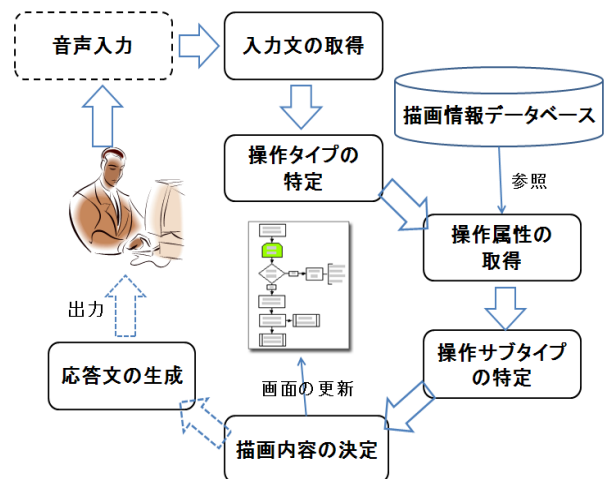 音声入力
入力文の取得
描画情報データベース
操作タイプの
特定
参照
操作属性の
取得
出力
操作サブタイプ
の特定
応答文の生成
画面の更新
描画内容の決定